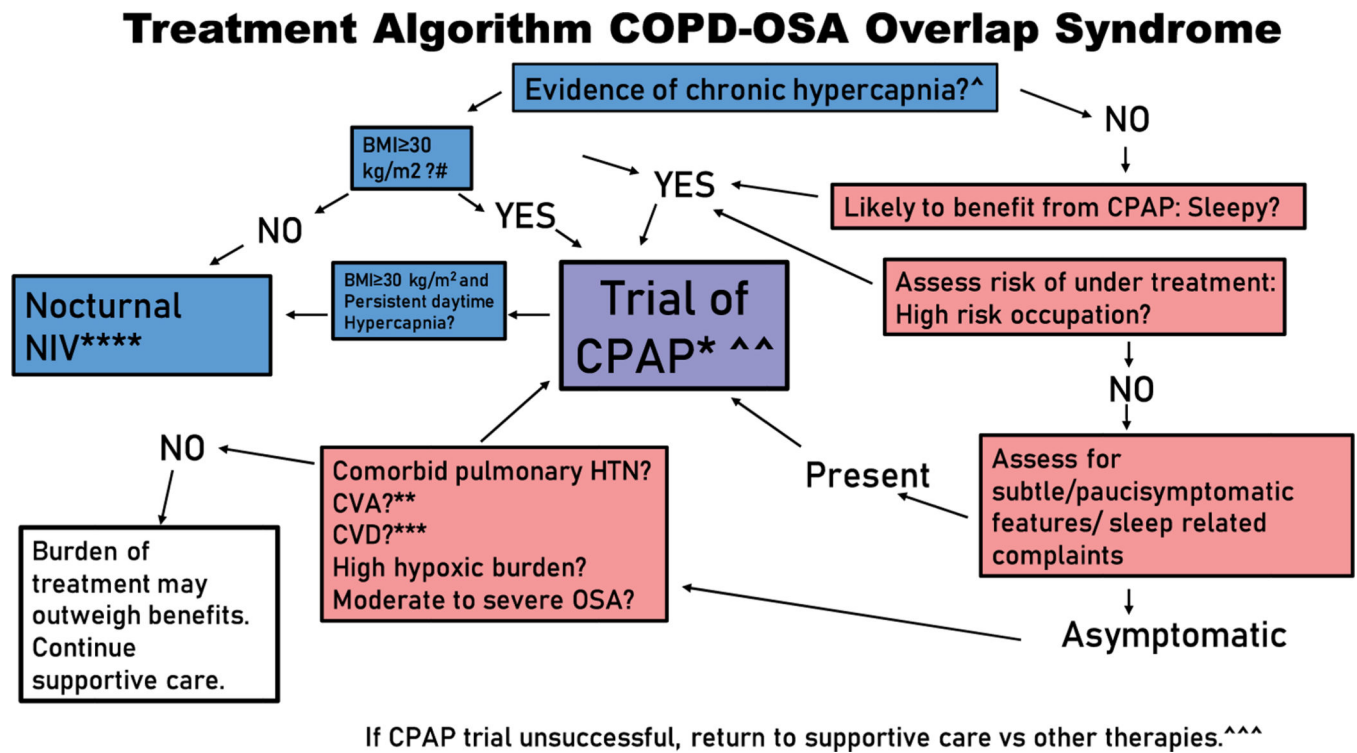 Treatment Algorithm COPD-OSA Overlap Syndrome
Evidence of chronic hypercapnia?^
NO
BMI≥30
kg/m2 ?#
YES
Likely to benefit from CPAP: Sleepy?
NO
YES
Nocturnal
NIV****
BMI≥30 kg/m² and
Persistent daytime
Hypercapnia?
Trial of
CPAP* ^^
Assess risk of under treatment:
High risk occupation?
NO
NO
Comorbid pulmonary HTN?
CVA?**
CVD?***
High hypoxic burden?
Moderate to severe OSA?
Present
Assess for
subtle/paucisymptomatic
features/ sleep related
complaints
Burden of
treatment may
outweigh benefits.
Continue
supportive care.
Asymptomatic
If CPAP trial unsuccessful, return to supportive care vs other therapies.^^^